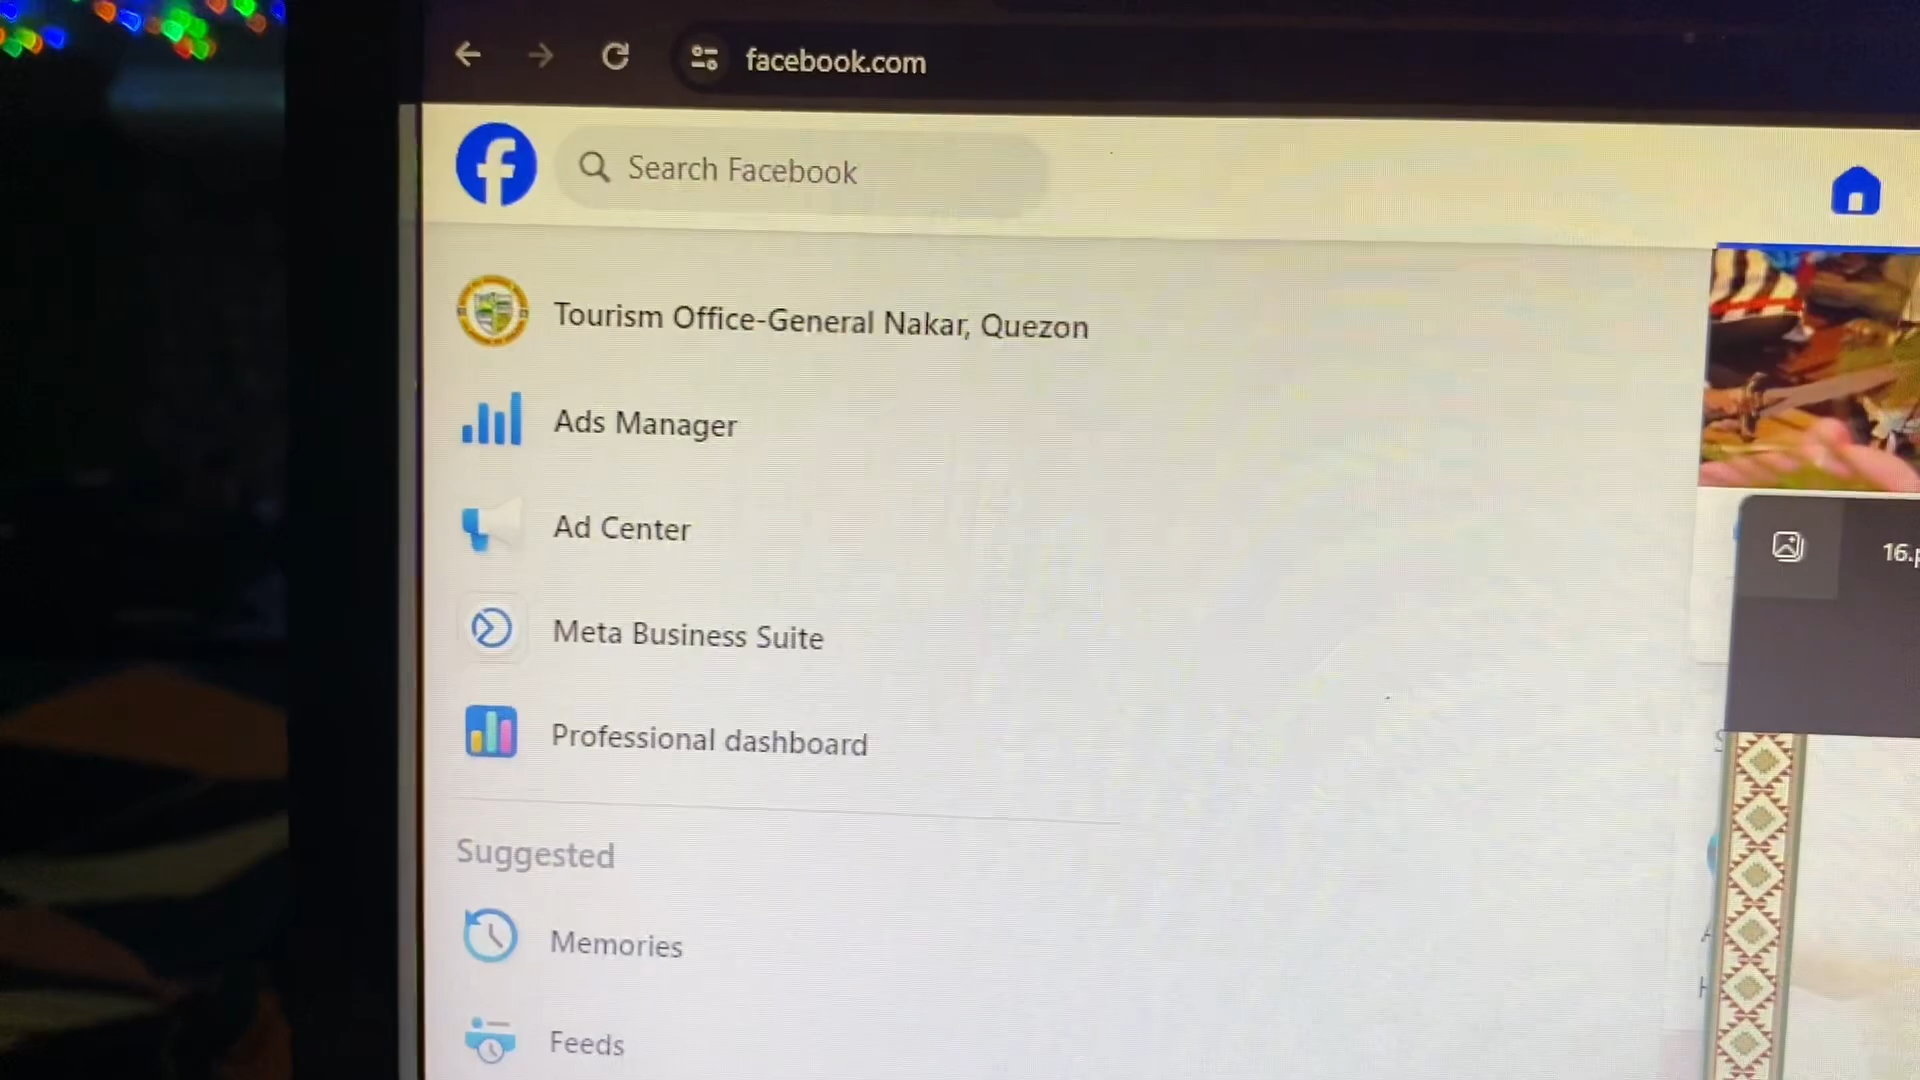 facebook.com
Search Facebook
Tourism Office-General Nakar, Quezon
Ads Manager
Ad Center
Meta Business Suite
Professional dashboard
Suggested
Memories
Feeds
16.p